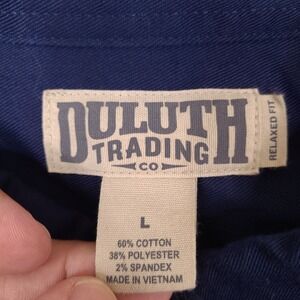 DULUTH
TRADING
CO
RELAXED FIT
L
60% COTTON
38% POLYESTER
2% SPANDEX
MADE IN VIETNAM